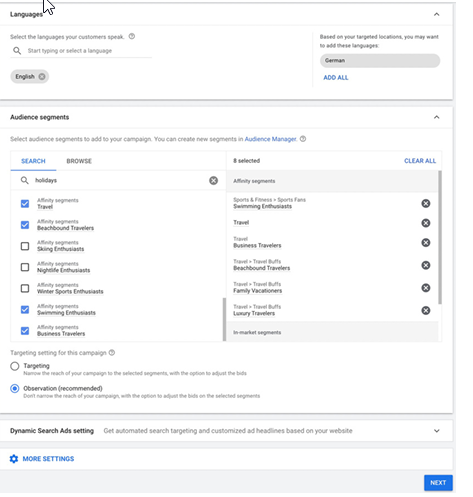 Languages
Select the languages your customers speak.
Start typing or select a language
English
Based on your targeted locations, you may want
to add these languages:
German
ADD ALL
Audience segments
Select audience segments to add to your campaign. You can create new segments in Audience Manager.
SEARCH
BROWSE
holidays
Affinity segments
Travel
Affinity segments
Beachbound Travelers
Affinity segments
Skiing Enthusiasts
Affinity segments
Nightlife Enthusiasts
Affinity segments
Winter Sports Enthusiasts
Affinity segments
Swimming Enthusiasts
Affinity segments
Business Travelers
8 selected
CLEAR ALL
Affinity segments
Sports & Fitness > Sports Fans
Swimming Enthusiasts
Travel
Travel
Business Travelers
Travel > Travel Buffs
Beachbound Travelers
Travel > Travel Buffs
Family Vacationers
Travel > Travel Buffs
Luxury Travelers
In-market segments
Targeting setting for this campaign
Targeting
Narrow the reach of your campaign to the selected segments, with the option to adjust the bids
Observation (recommended)
Don't narrow the reach of your campaign, with the option to adjust the bids on the selected segments
Dynamic Search Ads setting
Get automated search targeting and customized ad headlines based on your website
MORE SETTINGS
NEXT